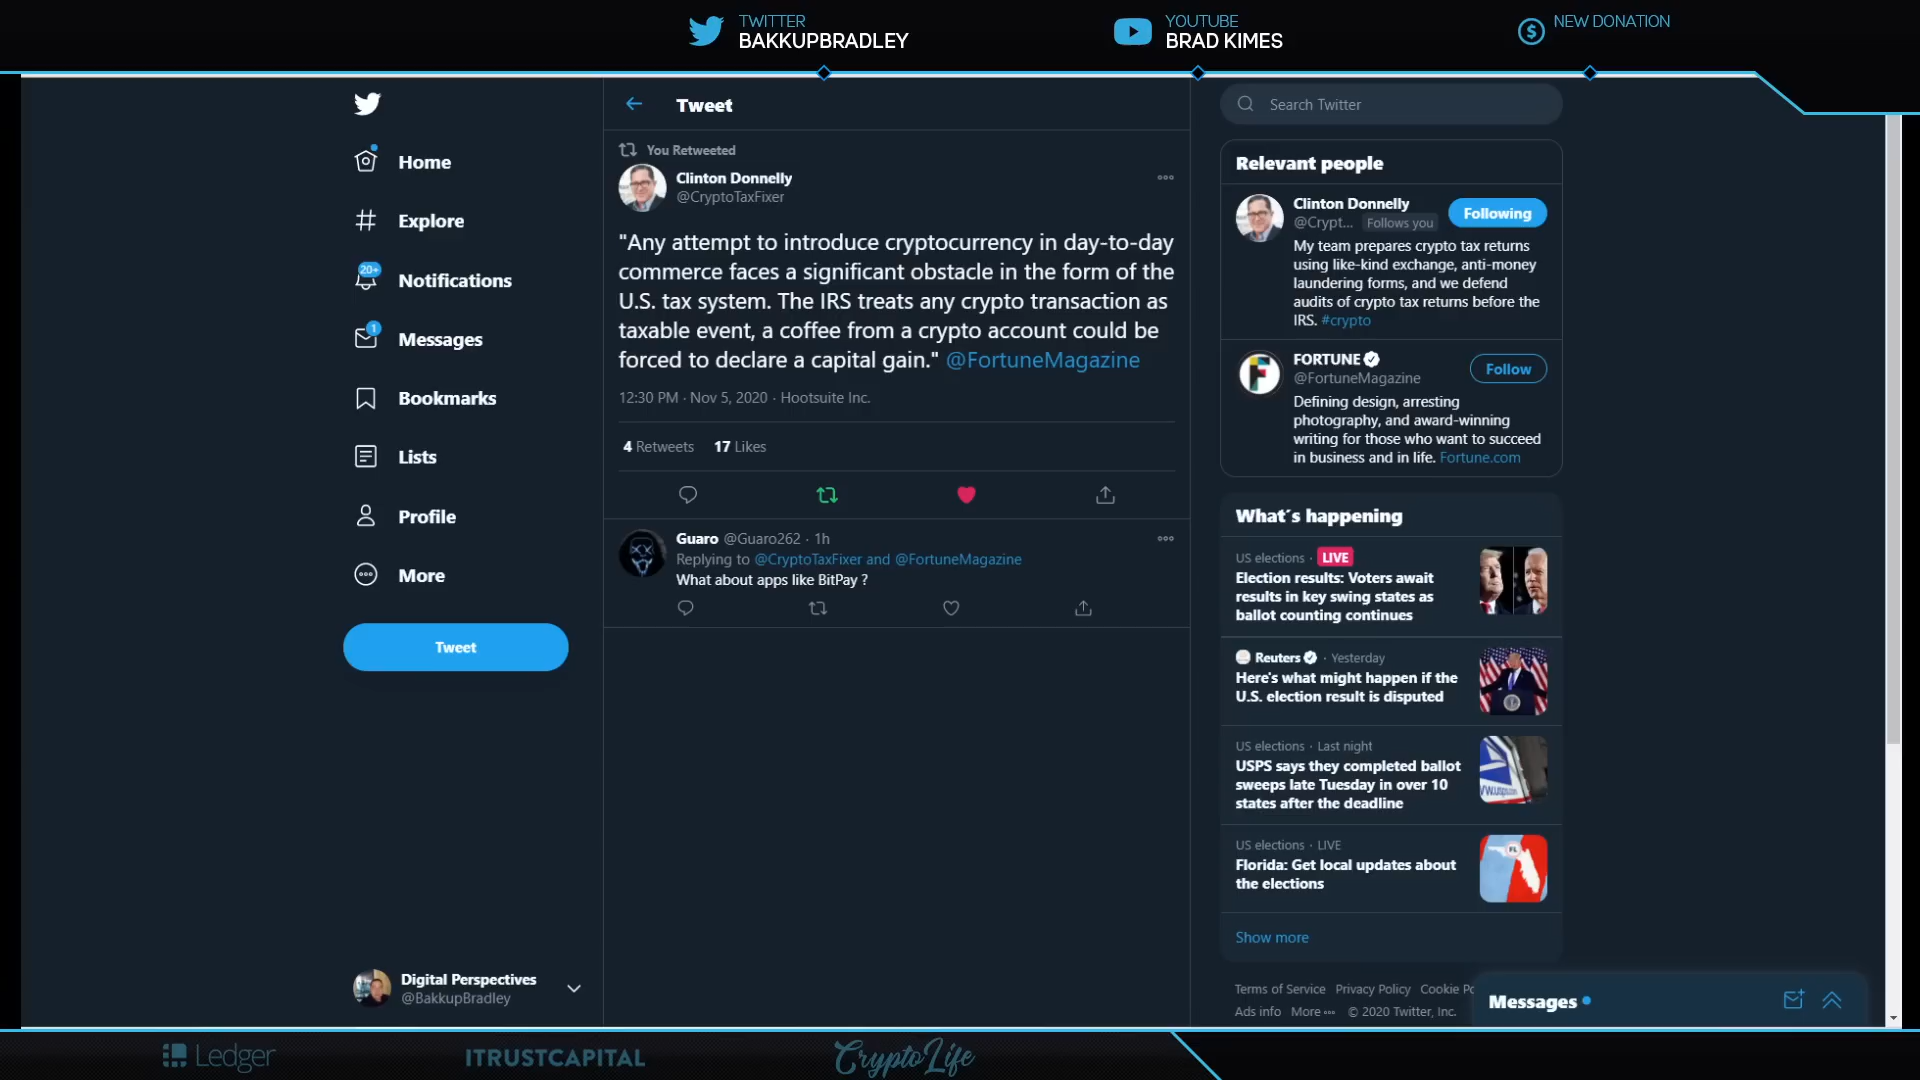 TWITTER
BAKKUPBRADLEY
YOUTUBE
BRAD KIMES
NEW DONATION
Home
Explore
20+
Notifications
1
Messages
Bookmarks
Lists
Profile
More
Tweet
Digital Perspectives
@BakkupBradley
Tweet
You Retweeted
Clinton Donnelly
@CryptoTaxFixer
"Any attempt to introduce cryptocurrency in day-to-day
commerce faces a significant obstacle in the form of the
U.S. tax system. The IRS treats any crypto transaction as
taxable event, a coffee from a crypto account could be
forced to declare a capital gain." @FortuneMagazine
12:30 PM · Nov 5, 2020 · Hootsuite Inc.
4 Retweets 17 Likes
Guaro @Guaro262 · 1h
Replying to @CryptoTaxFixer and @FortuneMagazine
What about apps like BitPay ?
Search Twitter
Relevant people
Clinton Donnelly
@Crypt... Follows you
Following
My team prepares crypto tax returns
using like-kind exchange, anti-money
laundering forms, and we defend
audits of crypto tax returns before the
IRS. #crypto
FORTUNE
@FortuneMagazine
Follow
Defining design, arresting
photography, and award-winning
writing for those who want to succeed
in business and in life. Fortune.com
What´s happening
US elections · LIVE
Election results: Voters await
results in key swing states as
ballot counting continues
Reuters · Yesterday
Here's what might happen if the
U.S. election result is disputed
US elections · Last night
USPS says they completed ballot
sweeps late Tuesday in over 10
states after the deadline
US elections · LIVE
Florida: Get local updates about
the elections
FL
Show more
Terms of Service Privacy Policy Cookie Po
Ads info More ··· © 2020 Twitter, Inc.
Messages
Ledger
ITRUSTCAPITAL
CryptoLife